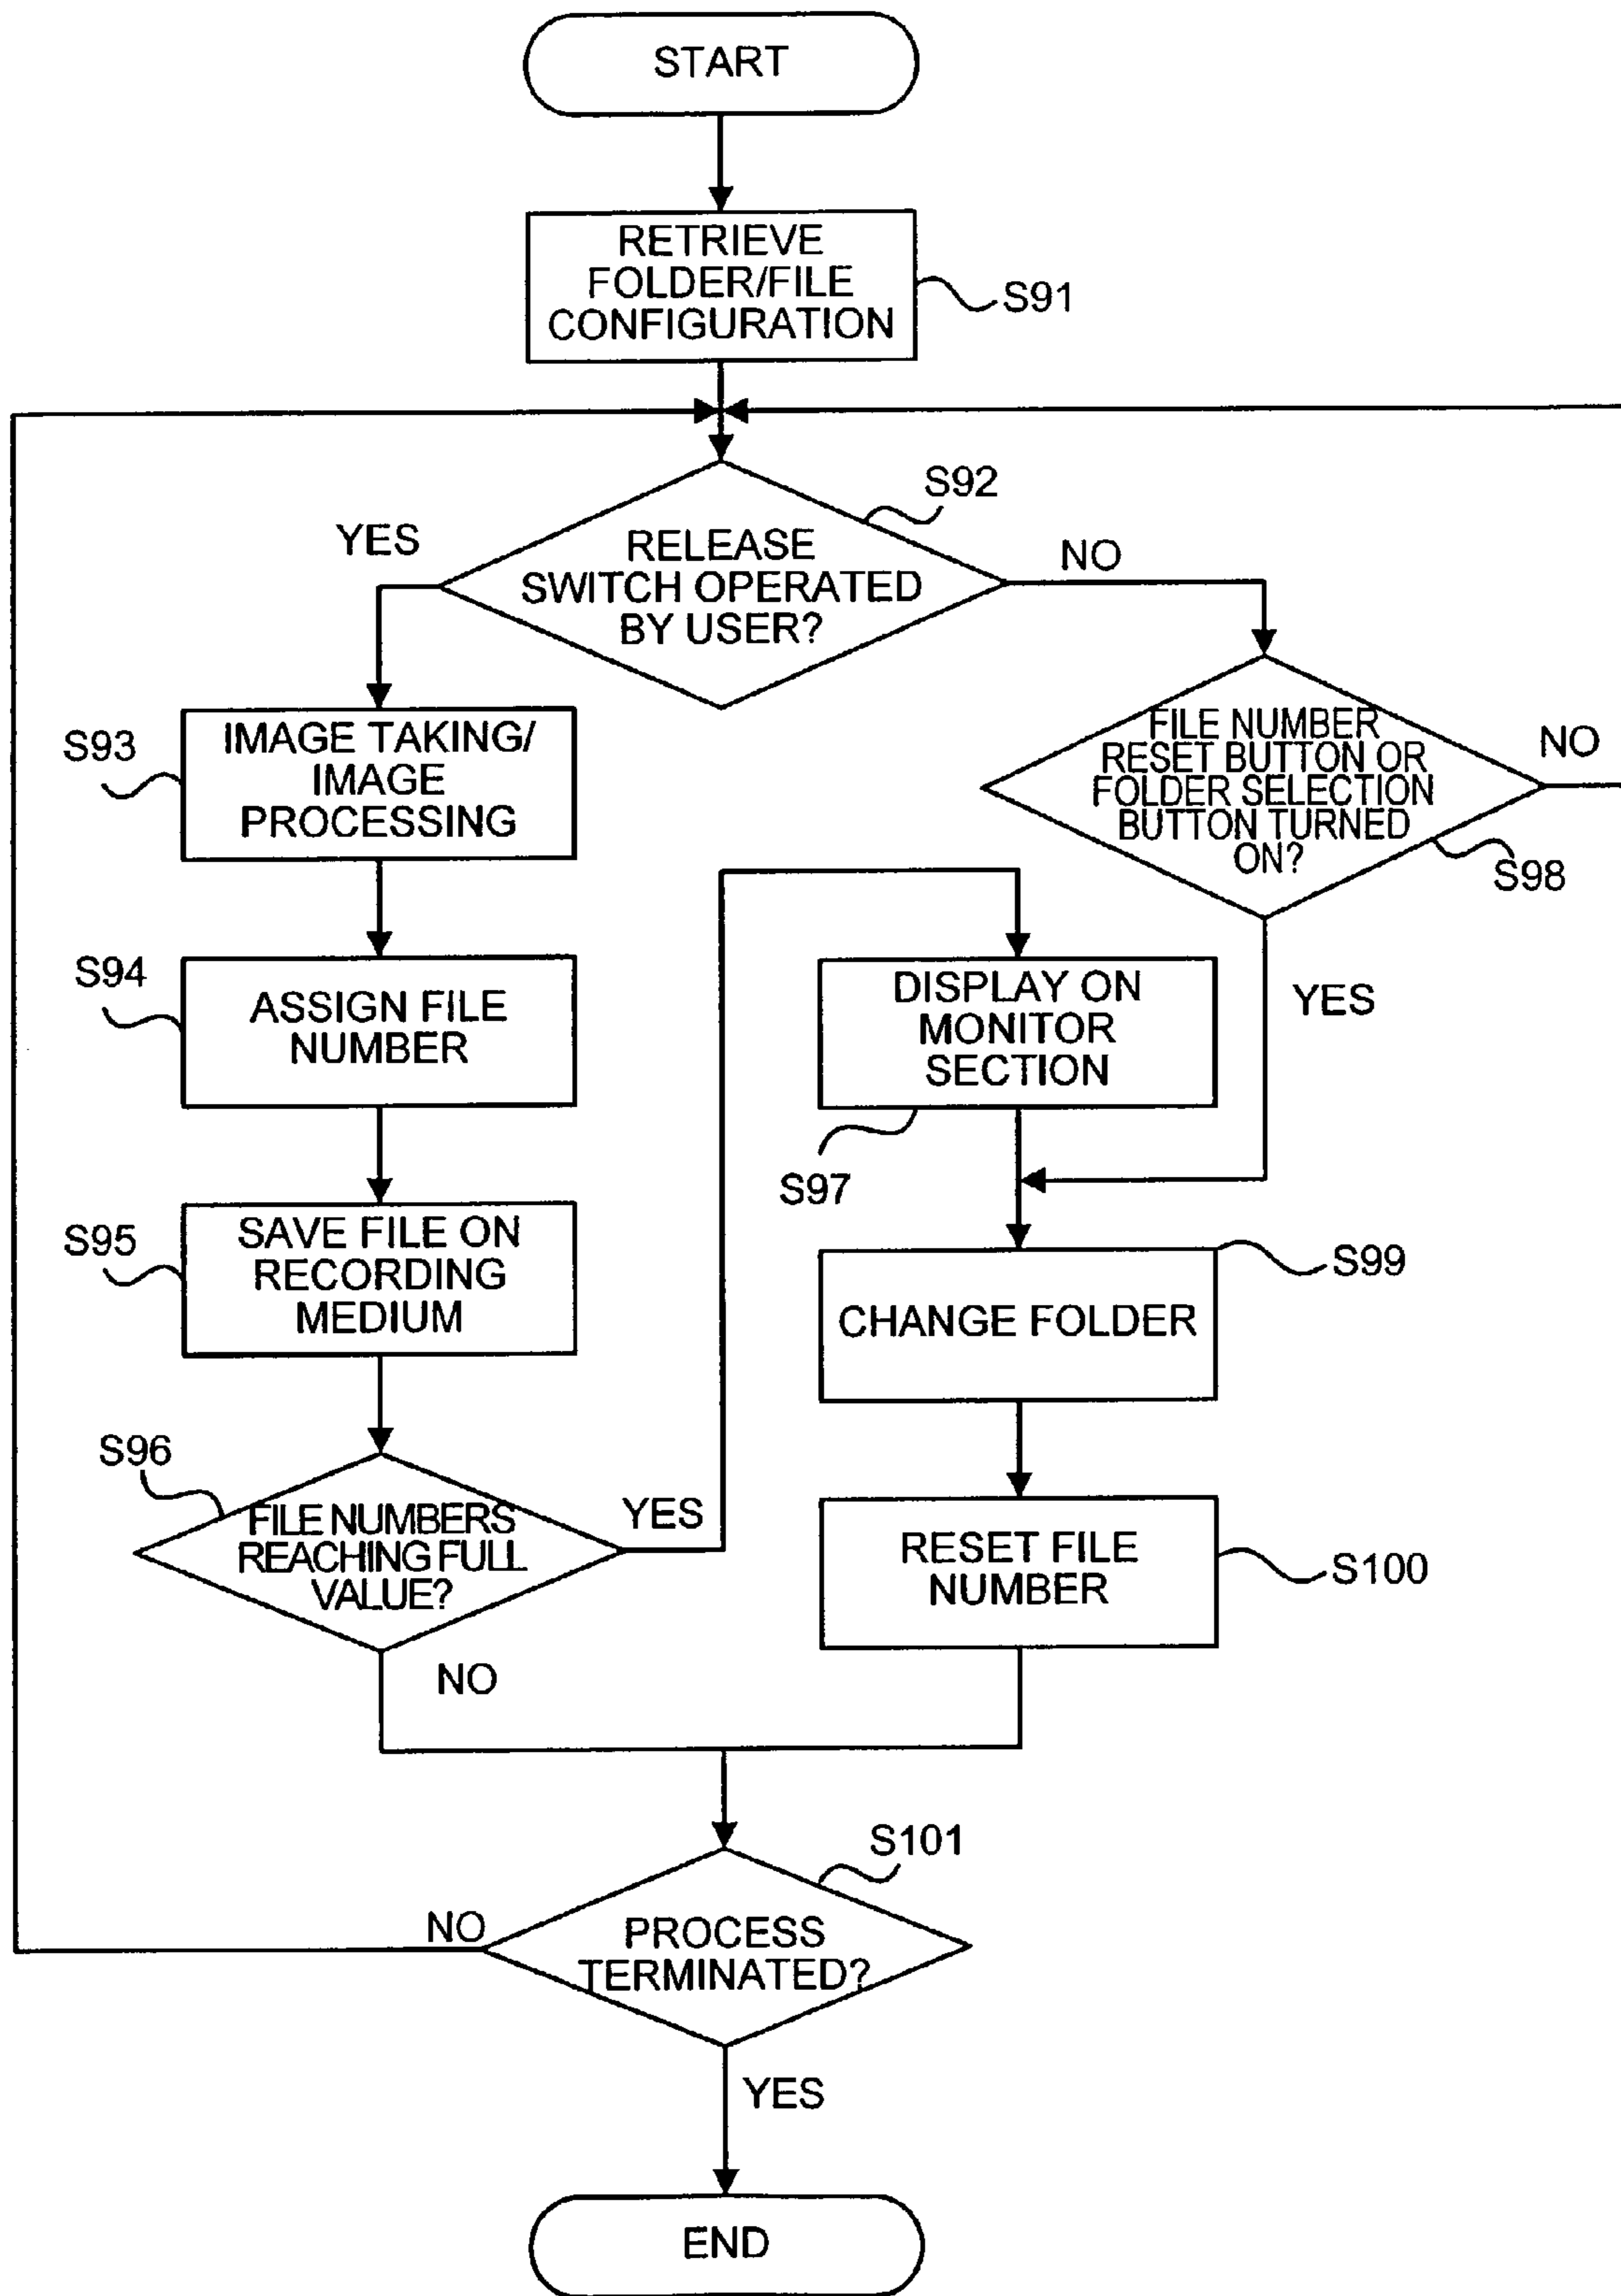 START
RETRIEVE
FOLDER/FILE
CONFIGURATION
S91
S92
YES
RELEASE
SWITCH OPERATED
BY USER?
NO
S93
IMAGE TAKING/
IMAGE
PROCESSING
FILE NUMBER
RESET BUTTON OR
FOLDER SELECTION
BUTTON TURNED
ON?
NO
S98
S94
ASSIGN FILE
NUMBER
DISPLAY ON
MONITOR
SECTION
YES
S97
S95
SAVE FILE ON
RECORDING
MEDIUM
S99
CHANGE FOLDER
S96
FILE NUMBERS
REACHING FULL
VALUE?
YES
RESET FILE
NUMBER
S100
NO
S101
NO
PROCESS
TERMINATED?
YES
END